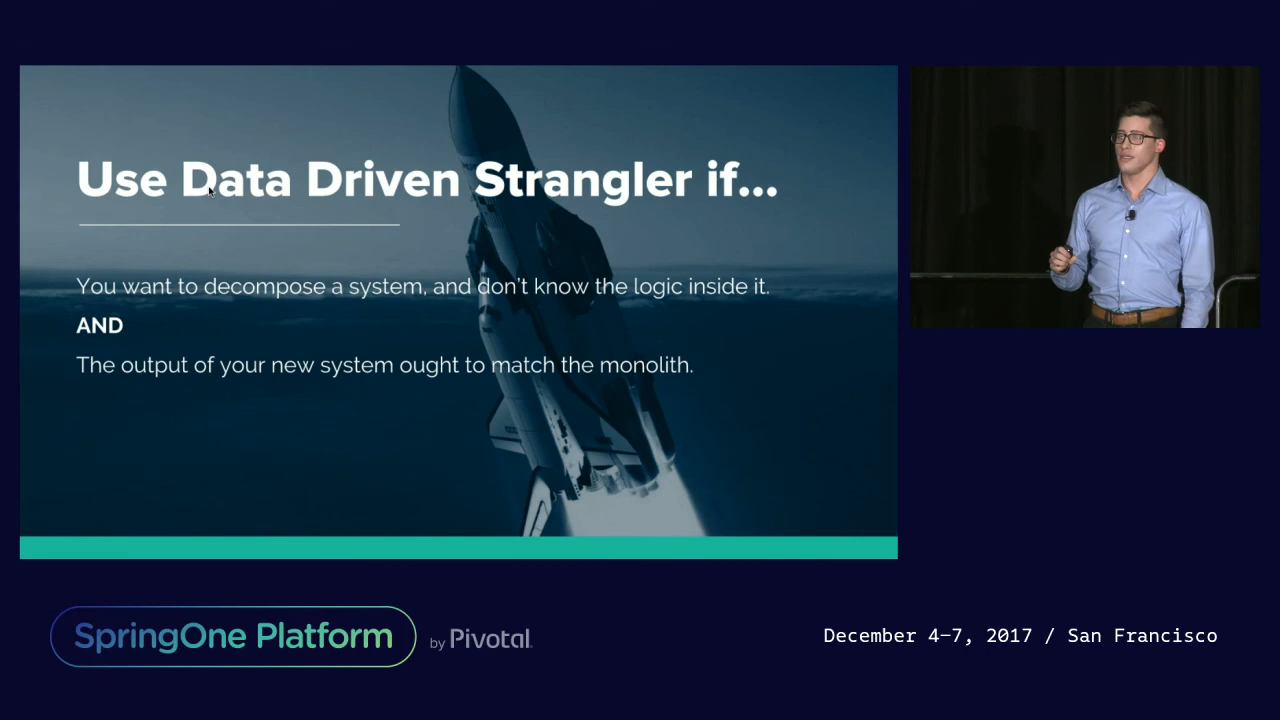 Use Data Driven Strangler if...
You want to decompose a system, and don't know the logic inside it.
AND
The output of your new system ought to match the monolith.
SpringOne Platform by Pivotal.
December 4–7, 2017 / San Francisco